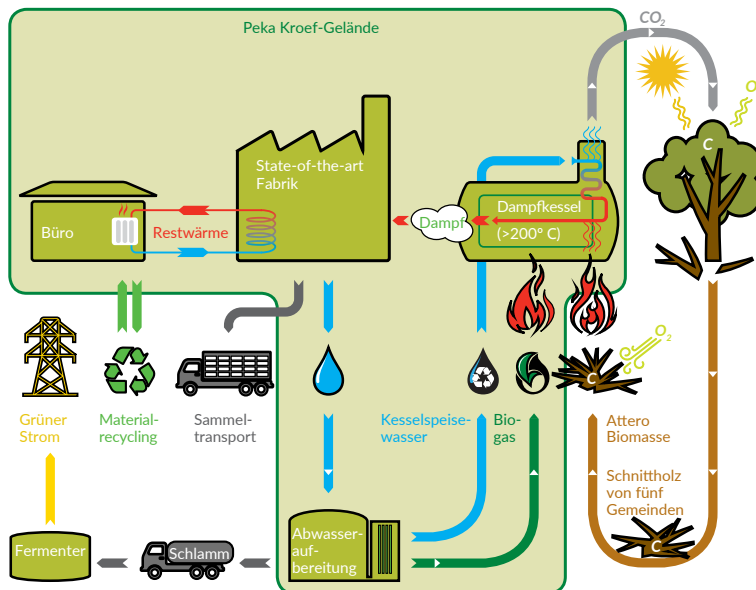 Peka Kroef-Gelände
CO₂
O
C
State-of-the-art
Fabrik
Büro
Restwärme
Dampf
Dampfkessel
(>200° C)
O₂
C
Grüner
Strom
Material-
recycling
Sammel-
transport
Kesselspeise-
wasser
Bio-
gas
Attero
Biomasse
Schnittholz
von fünf
Gemeinden
C
Fermenter
Schlamm
Abwasser-
auf-
bereitung